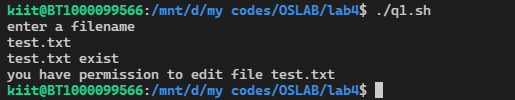 kiit@BT1000099566:/mnt/d/my codes/OSLAB/lab4$ ./q1.sh
enter a filename
test.txt
test.txt exist
you have permission to edit file test.txt
kiit@BT1000099566:/mnt/d/my codes/OSLAB/lab4$